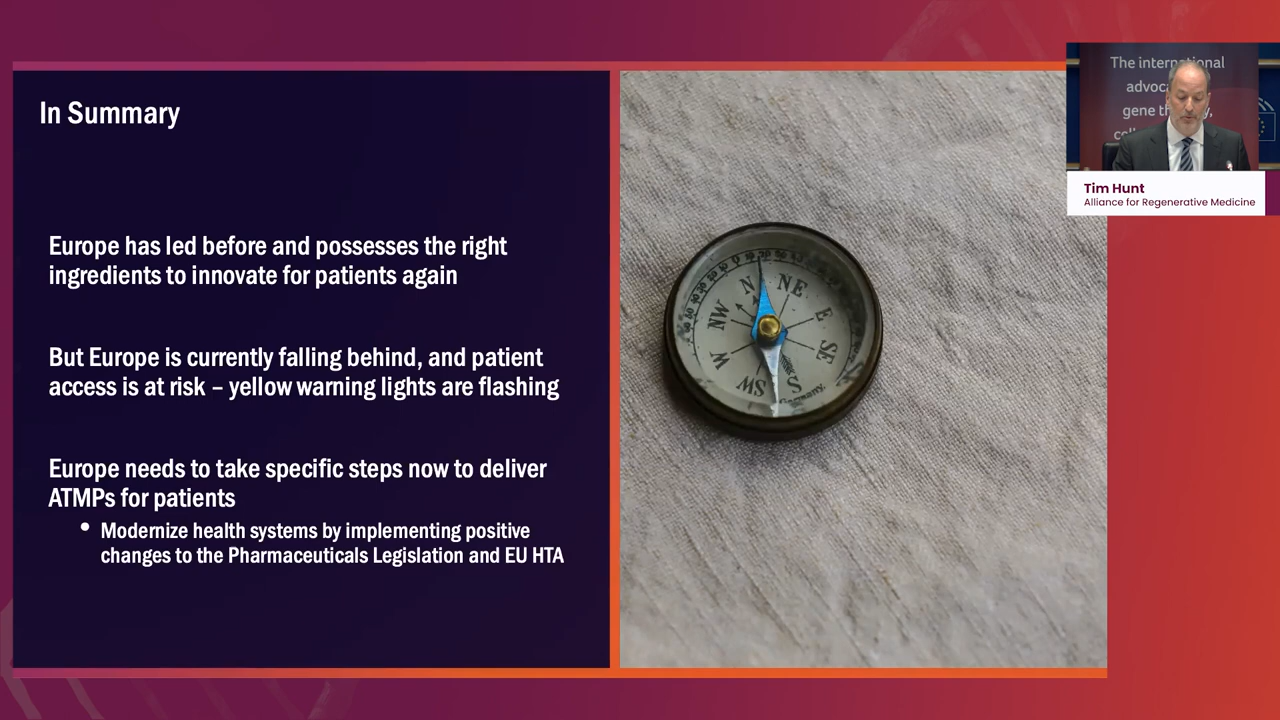 In Summary
Europe has led before and possesses the right
ingredients to innovate for patients again
But Europe is currently falling behind, and patient
access is at risk – yellow warning lights are flashing
Europe needs to take specific steps now to deliver
ATMPs for patients
• Modernize health systems by implementing positive
changes to the Pharmaceuticals Legislation and EU HTA
N
NE
E
SE
S
SW
W
NW
Germany
The international
gene
Tim Hunt
Alliance for Regenerative Medicine